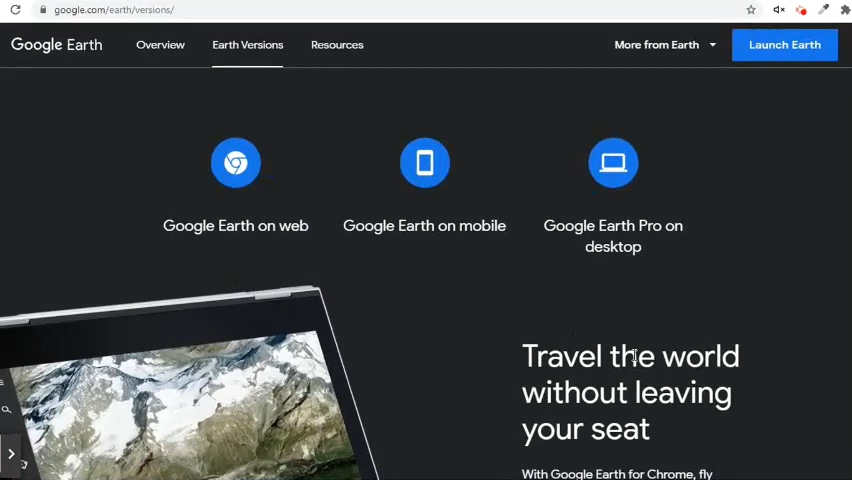 google.com/earth/versions/
Google Earth Overview Earth Versions Resources More from Earth Launch Earth
Google Earth on web Google Earth on mobile Google Earth Pro on
desktop
Travel the world
without leaving
your seat
With Google Earth for Chrome, fly